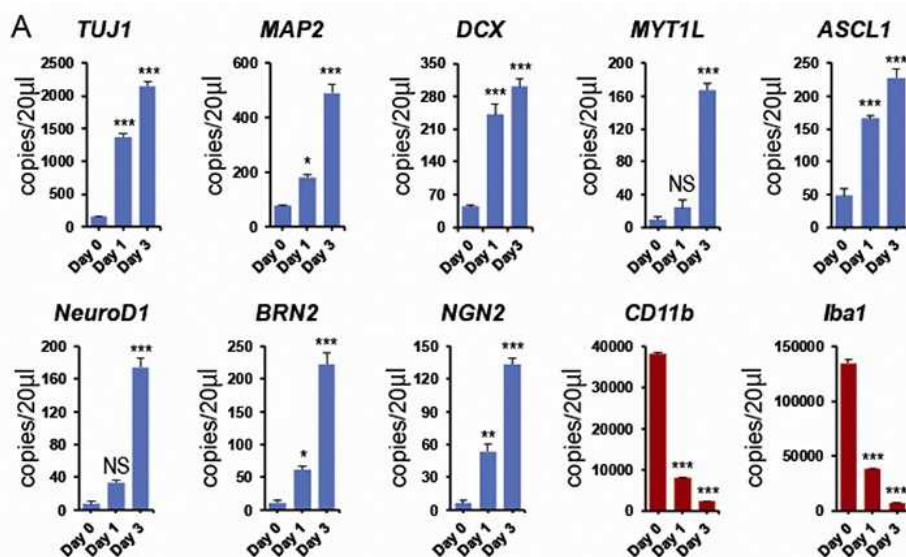 A
TUJ1
copies/20µl
2500
2000
1500
1000
500
0
***
***
Day 0
Day 1
Day 3
MAP2
copies/20µl
600
400
200
0
*
***
Day 0
Day 1
Day 3
DCX
copies/20µl
350
280
210
140
70
0
***
***
Day 0
Day 1
Day 3
MYT1L
copies/20µl
200
160
120
80
40
0
NS
***
Day 0
Day 1
Day 3
ASCL1
copies/20µl
250
200
150
100
50
0
***
***
Day 0
Day 1
Day 3
NeuroD1
copies/20µl
200
160
120
80
40
0
NS
***
Day 0
Day 1
Day 3
BRN2
copies/20µl
250
200
150
100
50
0
*
***
Day 0
Day 1
Day 3
NGN2
copies/20µl
150
120
90
60
30
0
**
***
Day 0
Day 1
Day 3
CD11b
copies/20µl
40000
30000
20000
10000
0
***
***
Day 0
Day 1
Day 3
Iba1
copies/20µl
150000
100000
50000
0
***
***
Day 0
Day 1
Day 3